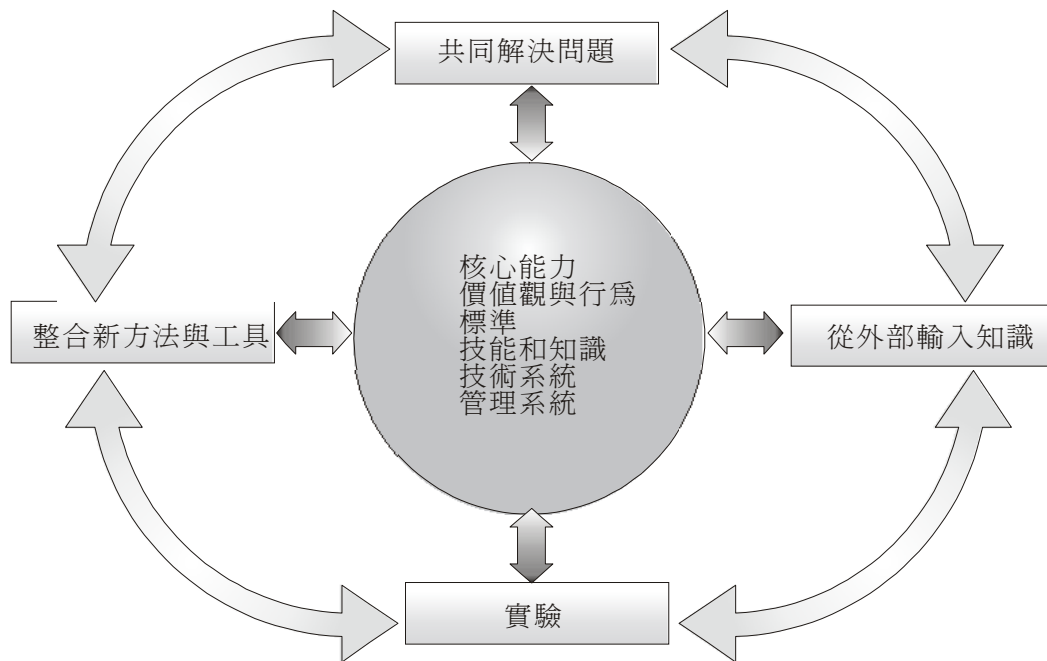 共同解決問題
核心能力
價值觀與行爲
標準
技能和知識
技術系統
管理系統
整合新方法與工具
從外部輸入知識
實驗